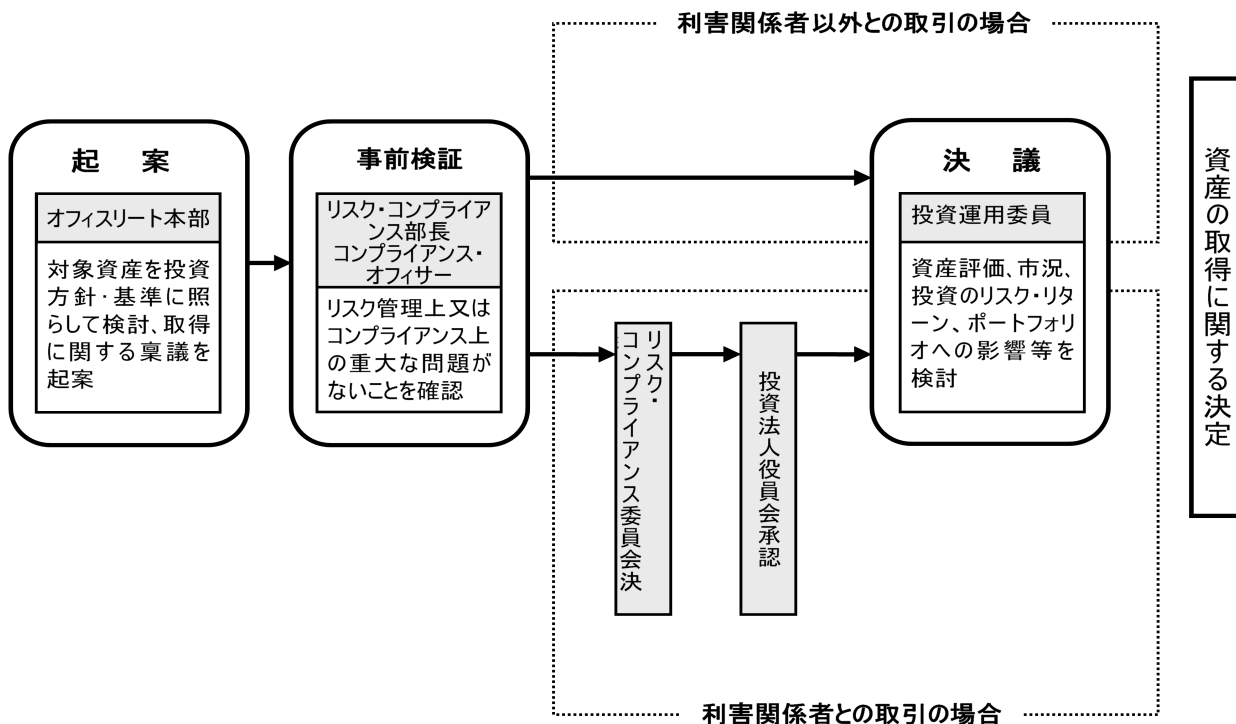 利害関係者以外との取引の場合
起　案
オフィスリート本部
対象資産を投資
方針・基準に照
らして検討、取得
に関する稟議を
起案
事前検証
リスク・コンプライア
ンス部長
コンプライアンス・
オフィサー
リスク管理上又は
コンプライアンス上
の重大な問題が
ないことを確認
リスク・
コンプライアンス委員会決
投資法人役員会承認
決　議
投資運用委員
資産評価、市況、
投資のリスク・リタ
ーン、ポートフォリ
オへの影響等を
検討
資産の取得に関する決定
利害関係者との取引の場合